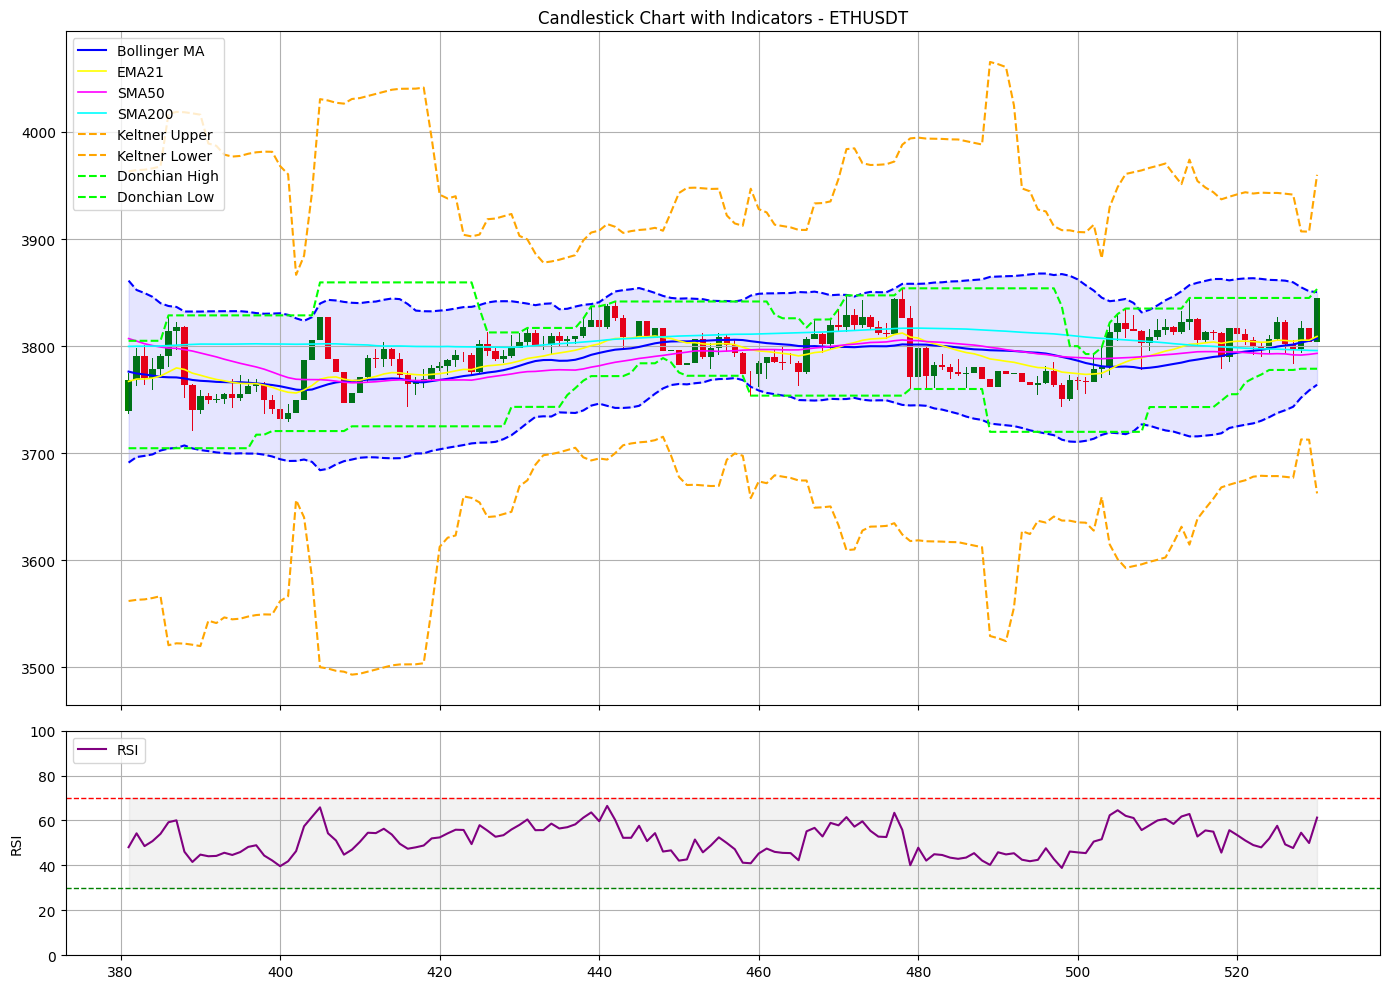 Candlestick Chart with Indicators - ETHUSDT
Bollinger MA
EMA21
SMA50
SMA200
Keltner Upper
Keltner Lower
Donchian High
Donchian Low
4000
3900
3800
3700
3600
3500
RSI
100
80
60
40
20
0
RSI
380
400
420
440
460
480
500
520